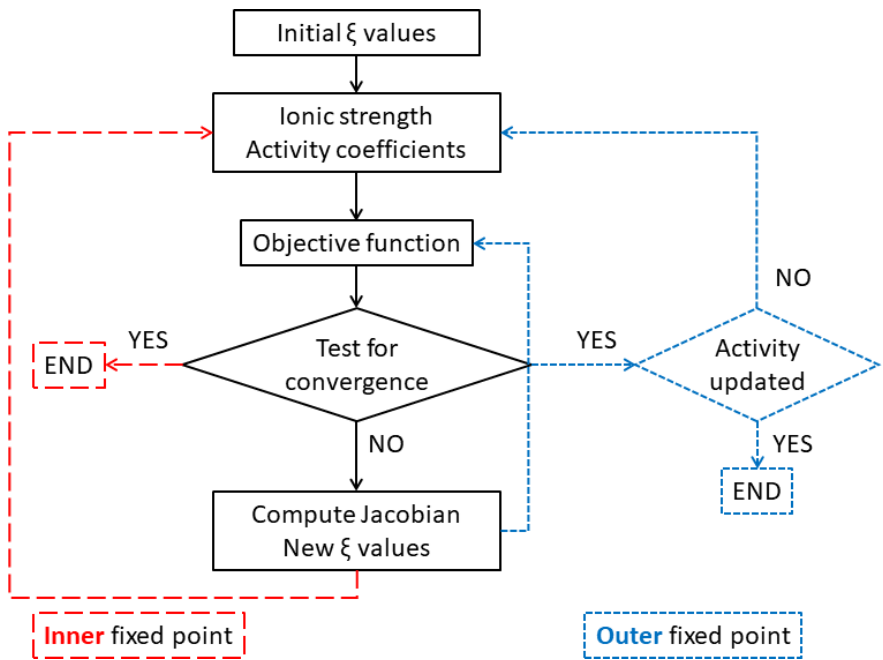 Initial ξ values
Ionic strength
Activity coefficients
Objective function
NO
YES
YES
Test for
convergence
Activity
updated
END
NO
YES
END
Compute Jacobian
New ξ values
Inner fixed point
Outer fixed point